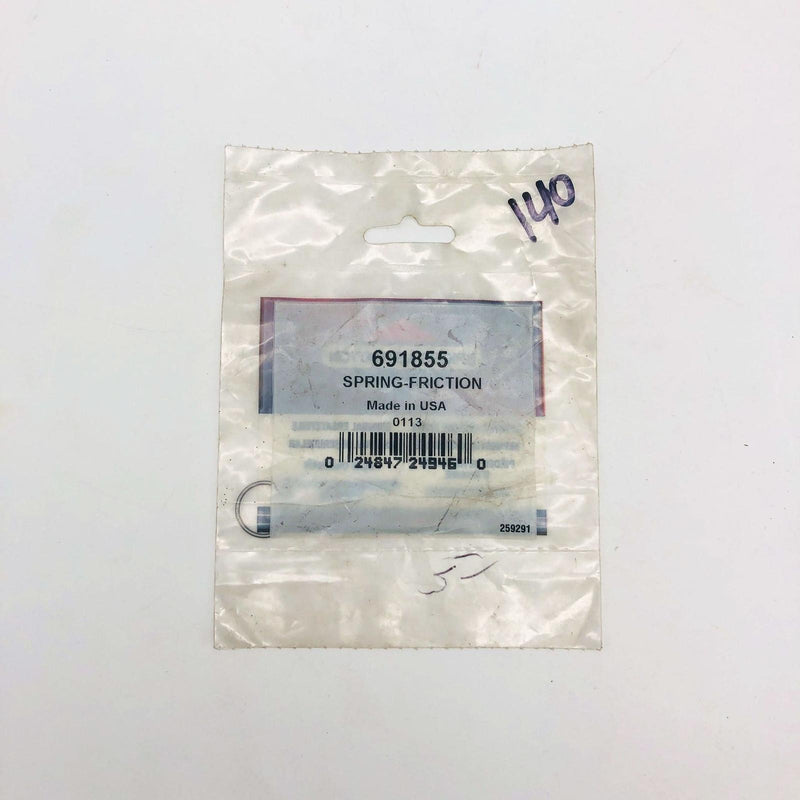 140
691855
SPRING-FRICTION
Made in USA
0113
0 24847 24946 0
259291